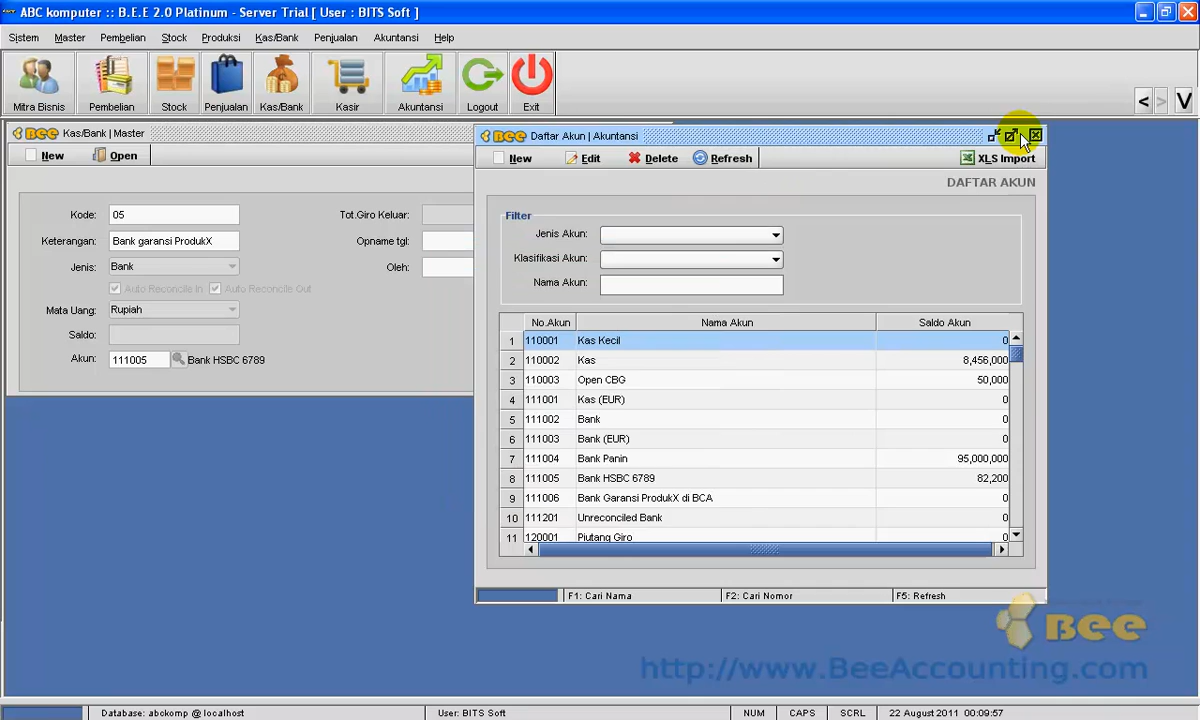 ABC komputer :: B.E.E 2.0 Platinum - Server Trial [ User : BITS Soft ]
Sistem Master Pembelian Stock Produksi Kas/Bank Penjualan Akuntansi Help
Mitra Bisnis Pembelian Stock Penjualan Kas/Bank Kasir Akuntansi Logout Exit
< > V
BEE Kas/Bank | Master
New Open
Kode: 05
Keterangan: Bank garansi ProdukX
Jenis: Bank
Auto Reconcile In Auto Reconcile Out
Mata Uang: Rupiah
Saldo:
Akun: 111005 Bank HSBC 6789
Tot.Giro Keluar:
Opname tgl:
Oleh:
BEE Daftar Akun | Akuntansi
New Edit Delete Refresh XLS Import
DAFTAR AKUN
Filter
Jenis Akun:
Klasifikasi Akun:
Nama Akun:
No.Akun Nama Akun Saldo Akun
1 110001 Kas Kecil 0
2 110002 Kas 8,456,000
3 110003 Open CBG 50,000
4 111001 Kas (EUR) 0
5 111002 Bank 0
6 111003 Bank (EUR) 0
7 111004 Bank Panin 95,000,000
8 111005 Bank HSBC 6789 82,200
9 111006 Bank Garansi ProdukX di BCA 0
10 111201 Unreconciled Bank 0
11 120001 Piutang Giro 0
F1: Cari Nama F2: Cari Nomor F5: Refresh
BEE
http://www.BeeAccounting.com
Database: abckomp @ localhost User: BITS Soft NUM CAPS SCRL 22 August 2011 00:09:57